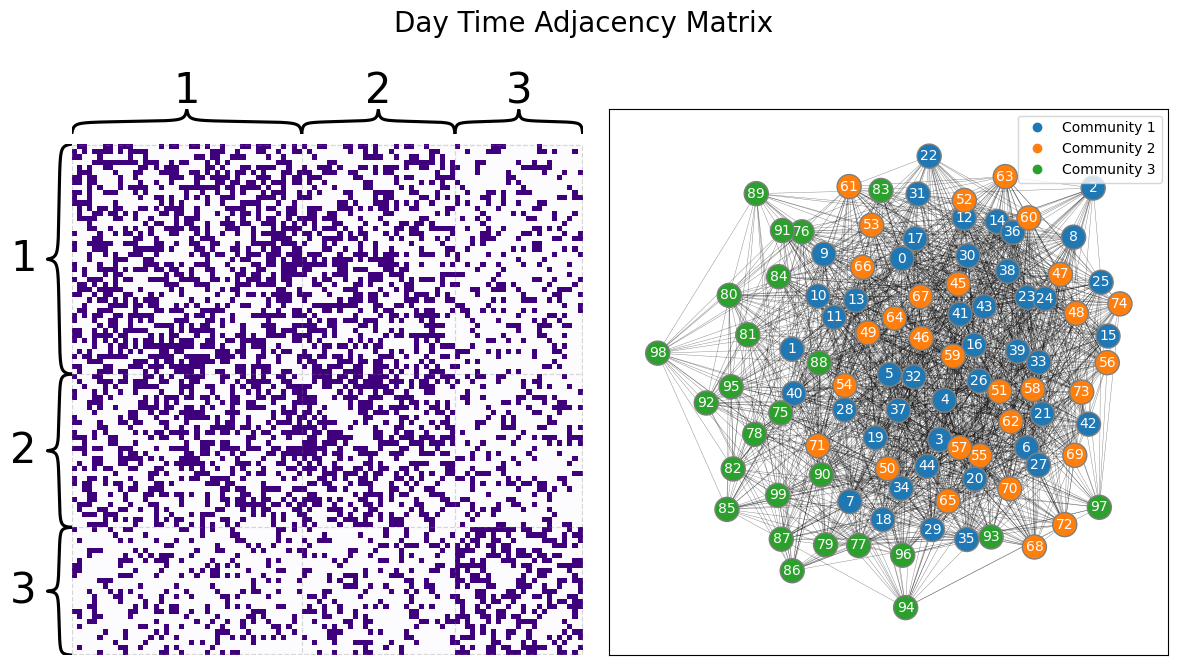 Day Time Adjacency Matrix
1 2 3
1
2
3
Community 1
Community 2
Community 3
22
63
61 83 31 2
89 52
12 14 60
53 36
91 76 17 8
9 0 30
66 38 47
84 45 25
80 10 13 67 23 24 74
11 64 41 43 48
81 49 46 16 15
98 1 88 59 39 33 56
95 54 5 32 26 51 58 73
92 75 40 28 37 4 62 21 42
78 71 19 3 57 55 6 69
82 90 50 44 20 27
85 99 7 34 65 70 97
18 29 72
87 79 77 96 35 93 68
86
94